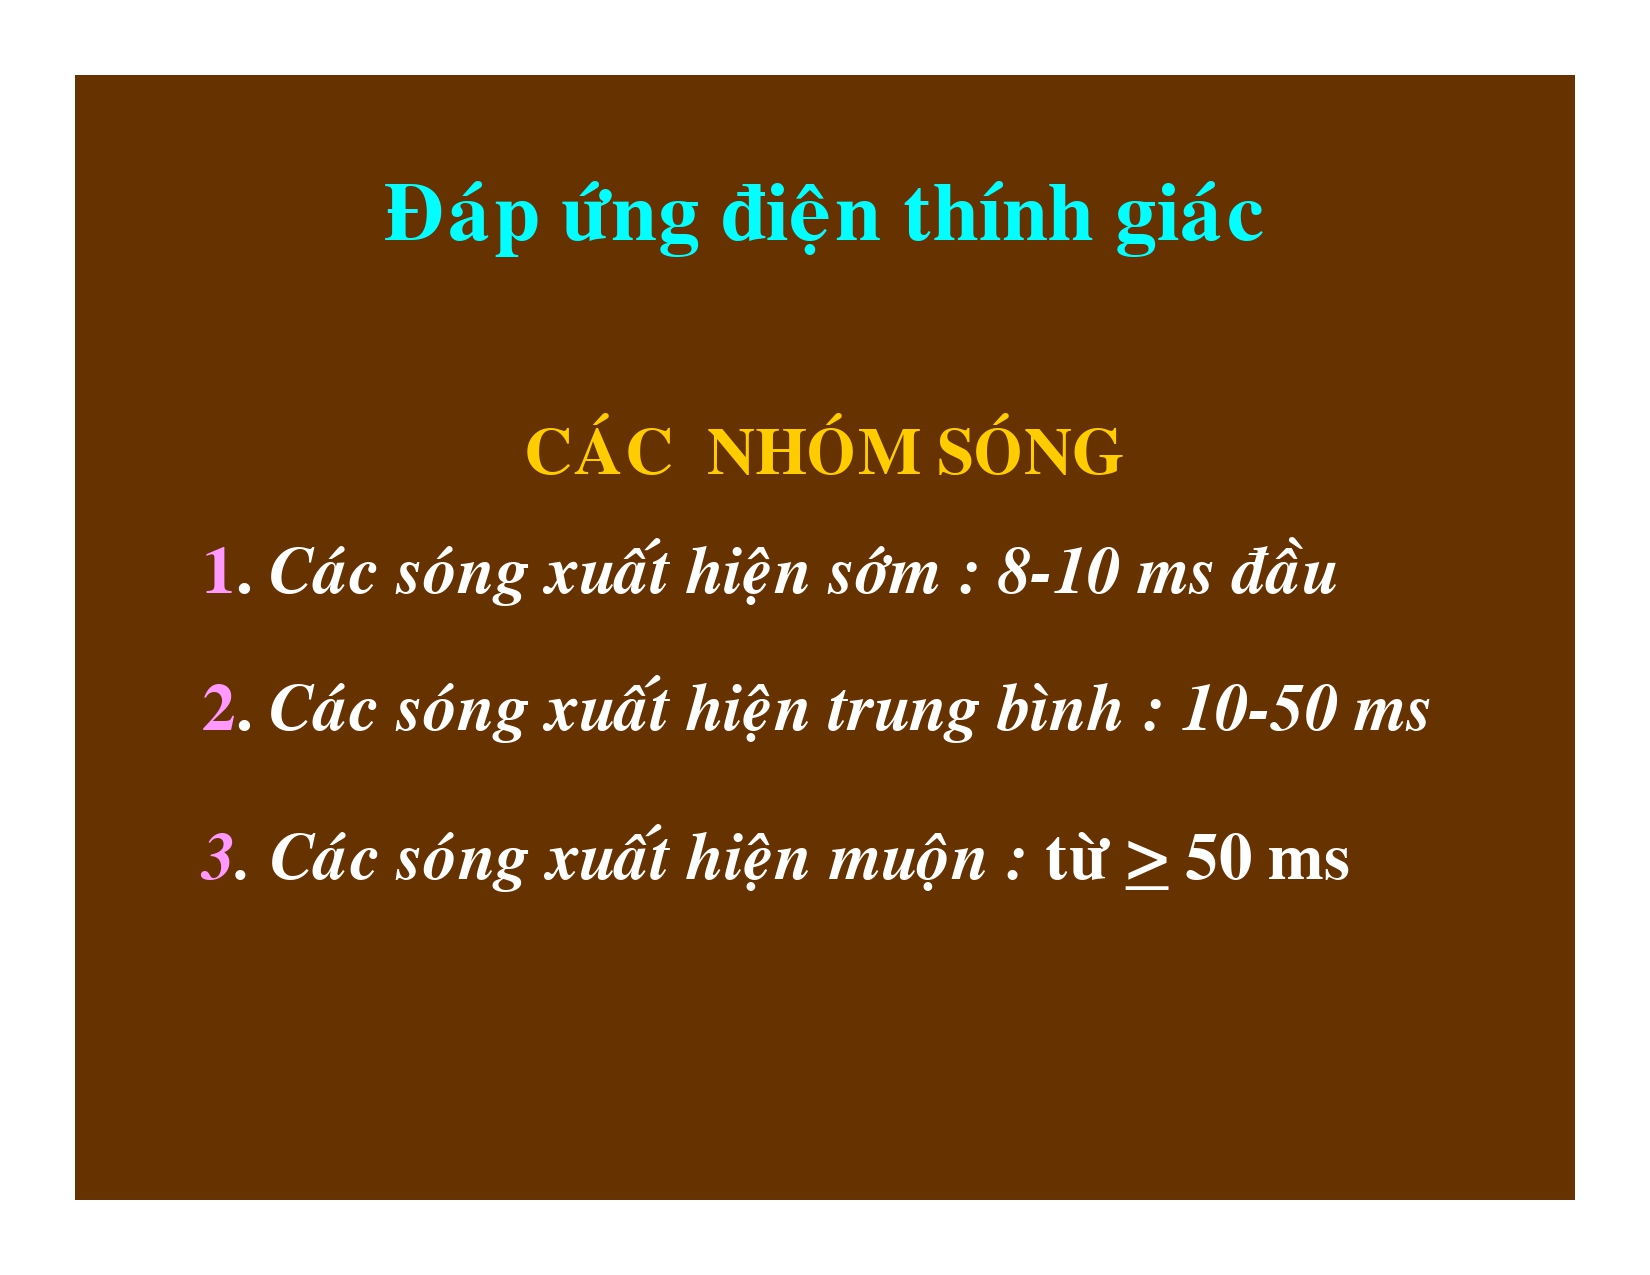 Đáp ứng điện thính giác
CÁC NHÓM SÓNG
1. Các sóng xuất hiện sớm : 8-10 ms đầu
2. Các sóng xuất hiện trung bình : 10-50 ms
3. Các sóng xuất hiện muộn : từ ≥ 50 ms